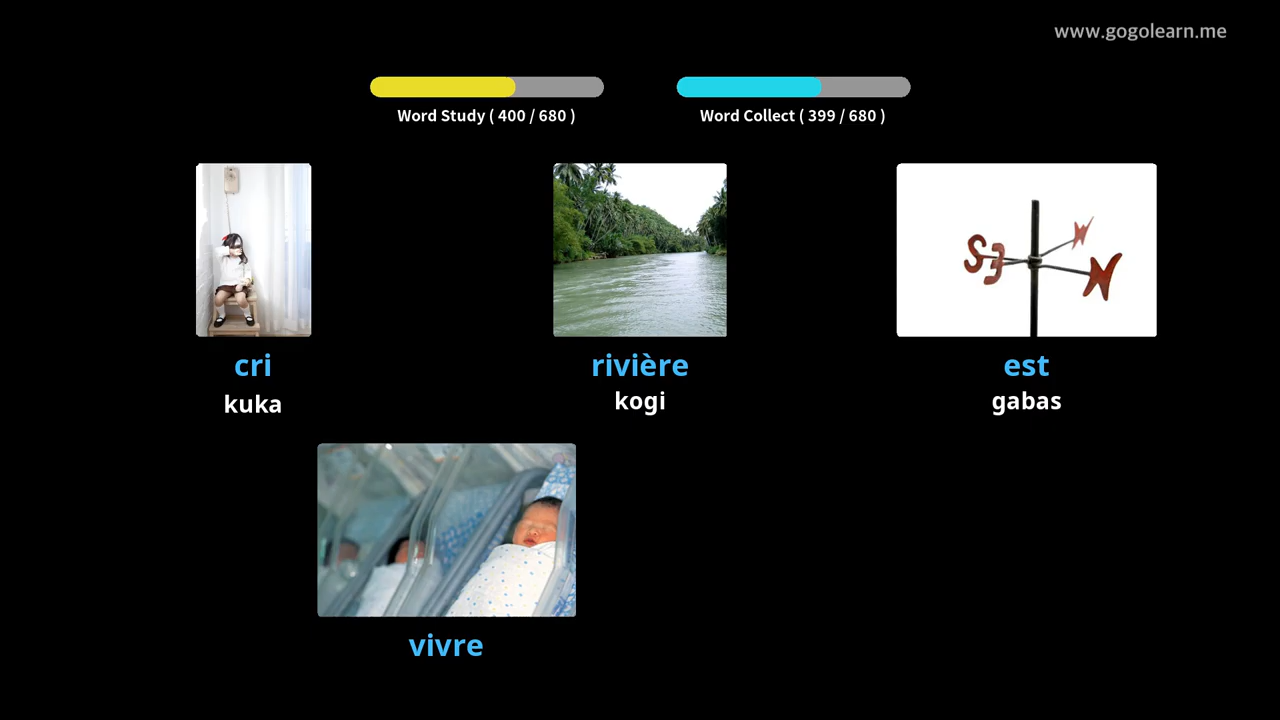 www.gogolearn.me
Word Study ( 400 / 680 )
Word Collect ( 399 / 680 )
cri
kuka
rivière
kogi
est
gabas
vivre
S
E
N
W